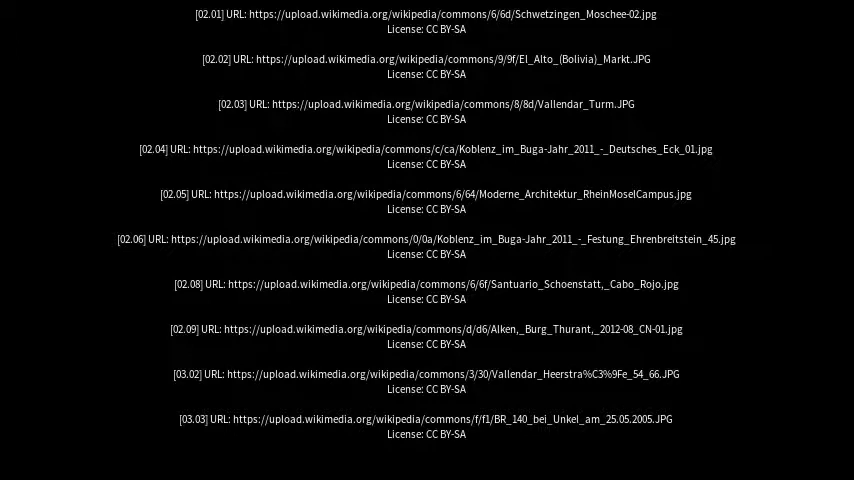 [02.01] URL: https://upload.wikimedia.org/wikipedia/commons/6/6d/Schwetzingen_Moschee-02.jpg
License: CC BY-SA
[02.02] URL: https://upload.wikimedia.org/wikipedia/commons/9/9f/El_Alto_(Bolivia)_Markt.JPG
License: CC BY-SA
[02.03] URL: https://upload.wikimedia.org/wikipedia/commons/8/8d/Vallendar_Turm.JPG
License: CC BY-SA
[02.04] URL: https://upload.wikimedia.org/wikipedia/commons/c/ca/Koblenz_im_Buga-Jahr_2011_-_Deutsches_Eck_01.jpg
License: CC BY-SA
[02.05] URL: https://upload.wikimedia.org/wikipedia/commons/6/64/Moderne_Architektur_RheinMoselCampus.jpg
License: CC BY-SA
[02.06] URL: https://upload.wikimedia.org/wikipedia/commons/0/0a/Koblenz_im_Buga-Jahr_2011_-_Festung_Ehrenbreitstein_45.jpg
License: CC BY-SA
[02.08] URL: https://upload.wikimedia.org/wikipedia/commons/6/6f/Santuario_Schoenstatt,_Cabo_Rojo.jpg
License: CC BY-SA
[02.09] URL: https://upload.wikimedia.org/wikipedia/commons/d/d6/Alken,_Burg_Thurant,_2012-08_CN-01.jpg
License: CC BY-SA
[03.02] URL: https://upload.wikimedia.org/wikipedia/commons/3/30/Vallendar_Heerstra%C3%9Fe_54_66.JPG
License: CC BY-SA
[03.03] URL: https://upload.wikimedia.org/wikipedia/commons/f/f1/BR_140_bei_Unkel_am_25.05.2005.JPG
License: CC BY-SA